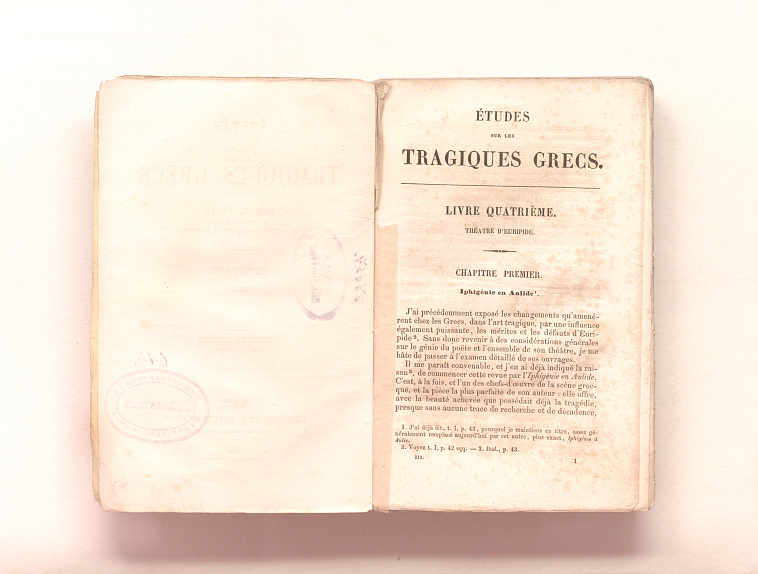 ÉTUDES
SUR LES
TRAGIQUES GRECS.
LIVRE QUATRIÈME.
THÉATRE D'EURIPIDE.
CHAPITRE PREMIER.
Iphigénie en Aulide¹.
J'ai précédemment exposé les changements qu'amenè-
rent chez les Grecs, dans l'art tragique, par une influence
également puissante, les mérites et les défauts d'Euri-
pide². Sans donc revenir à des considérations générales
sur le génie du poëte et l'ensemble de son théâtre, je me
hâte de passer à l'examen détaillé de ses ouvrages.
Il me paraît convenable, et j'en ai déjà indiqué la rai-
son³, de commencer cette revue par l'Iphigénie en Aulide.
C'est, à la fois, et l'un des chefs-d'œuvre de la scène grec-
que, et la pièce la plus parfaite de son auteur : elle offre,
avec la beauté achevée que possédait déjà la tragédie,
presque sans aucune trace de recherche et de décadence,
1. J'ai déjà dit, t. I, p. 43, pourquoi je maintiens ce titre, assez gé-
néralement remplacé aujourd'hui par cet autre, plus exact, Iphigénie à
Aulis.
2. Voyez t. I, p. 42 sqq. — 3. Ibid., p. 43.
III. 1